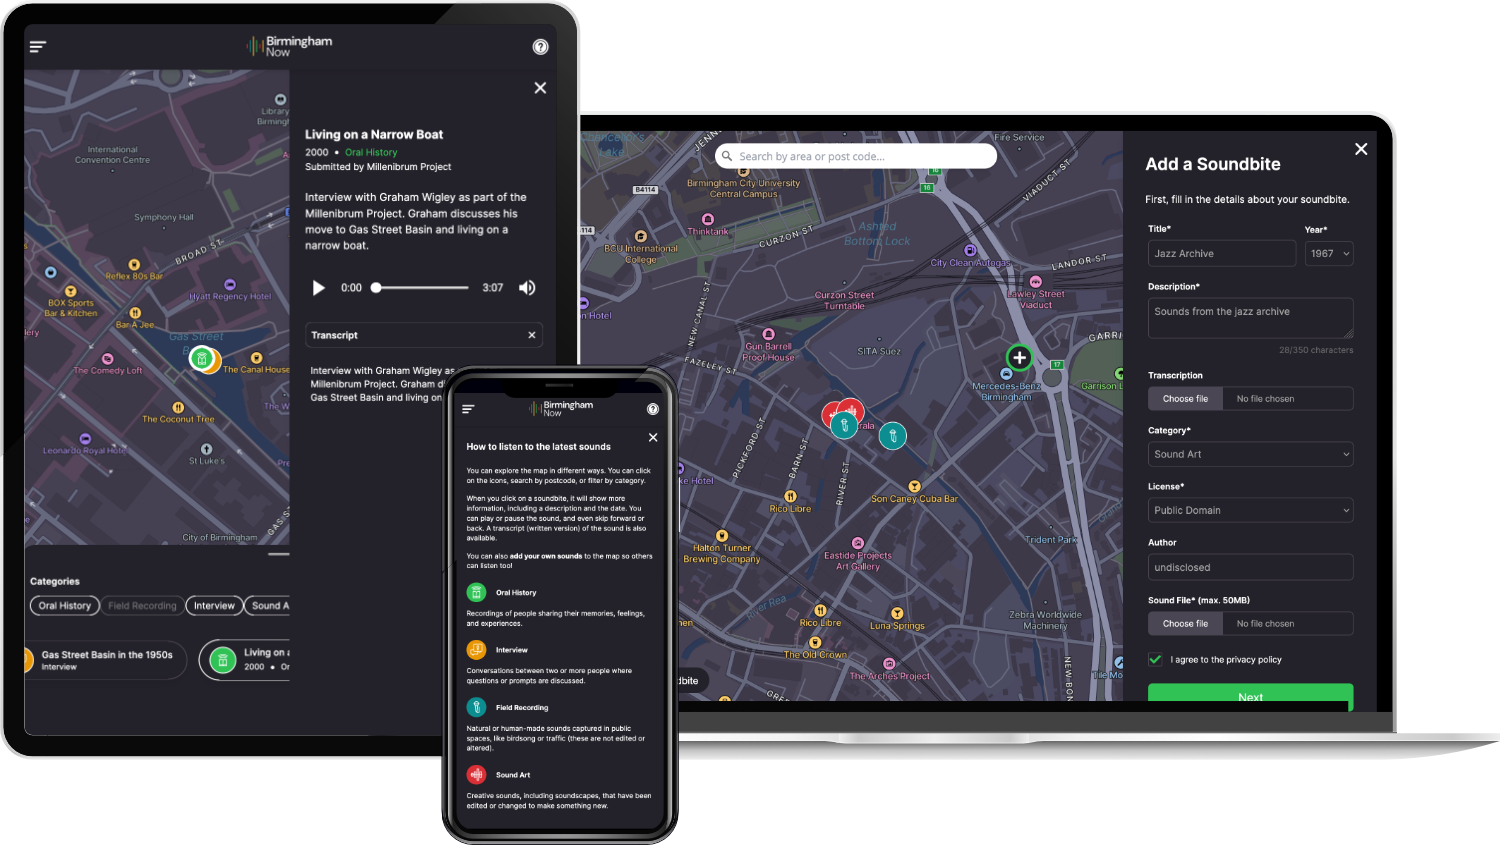 Birmingham
Now
Library
Birmingh
International
Convention Centre
Symphony Hall
BROAD ST
Reflex 80s Bar
Hyatt Regency Hotel
BOX Sports
Bar & Kitchen
Bar A Jee
Gas Street
The Comedy Loft
The Canal House
The Coconut Tree
The W
Leonardo Royal Hotel
St Luke's
GAS S
City of Birmingham
Categories
Oral History
Field Recording
Interview
Sound A
Gas Street Basin in the 1950s
Interview
Living on a
2000 • Or
Living on a Narrow Boat
2000 • Oral History
Submitted by Millenibrum Project
Interview with Graham Wigley as part of the
Millenibrum Project. Graham discusses his
move to Gas Street Basin and living on a
narrow boat.
0:00
3:07
Transcript
Interview with Graham Wigley as
Millenibrum Project. Graham di
Gas Street Basin and living on
Birmingham
Now
How to listen to the latest sounds
You can explore the map in different ways. You can click
on the icons, search by postcode, or filter by category.
When you click on a soundbite, it will show more
information, including a description and the date. You
can play or pause the sound, and even skip forward or
back. A transcript (written version) of the sound is also
available.
You can also add your own sounds to the map so others
can listen too!
Oral History
Recordings of people sharing their memories, feelings,
and experiences.
Interview
Conversations between two or more people where
questions or prompts are discussed.
Field Recording
Natural or human-made sounds captured in public
spaces, like birdsong or traffic (these are not edited or
altered).
Sound Art
Creative sounds, including soundscapes, that have been
edited or changed to make something new.
Search by area or post code...
Lake
Fire Service
16
16
VIADUCT ST
B4114
Birmingham City University
Central Campus
Thinktank
CURZON ST
Ashted
Bottom Lock
BCU International
College
City Clean Autogas
LANDOR ST
Lawley Street
Viaduct
Curzon Street
Turntable
n Hotel
NEW CANAL ST
Gun Barrel
Proof House
SITA Suez
GARRI
FAZELEY ST
17
Mercedes-Benz
Birmingham
Garrison L
PICKFORD ST
BARN ST
RIVER ST
ke Hotel
Rico Libre
Son Caney Cuba Bar
Halton Turner
Brewing Company
Eastide Projects
Art Gallery
Trident Park
River Rea
Rico Libre
Luna Springs
Zebra Worldwide
Machinery
The Old Crown
The Arches Project
NEW BON
Tile Mo
dbite
Add a Soundbite
First, fill in the details about your soundbite.
Title*
Year*
Jazz Archive
1967
Description*
Sounds from the jazz archive
28/350 characters
Transcription
Choose file
No file chosen
Category*
Sound Art
License*
Public Domain
Author
undisclosed
Sound File* (max. 50MB)
Choose file
No file chosen
I agree to the privacy policy
Next